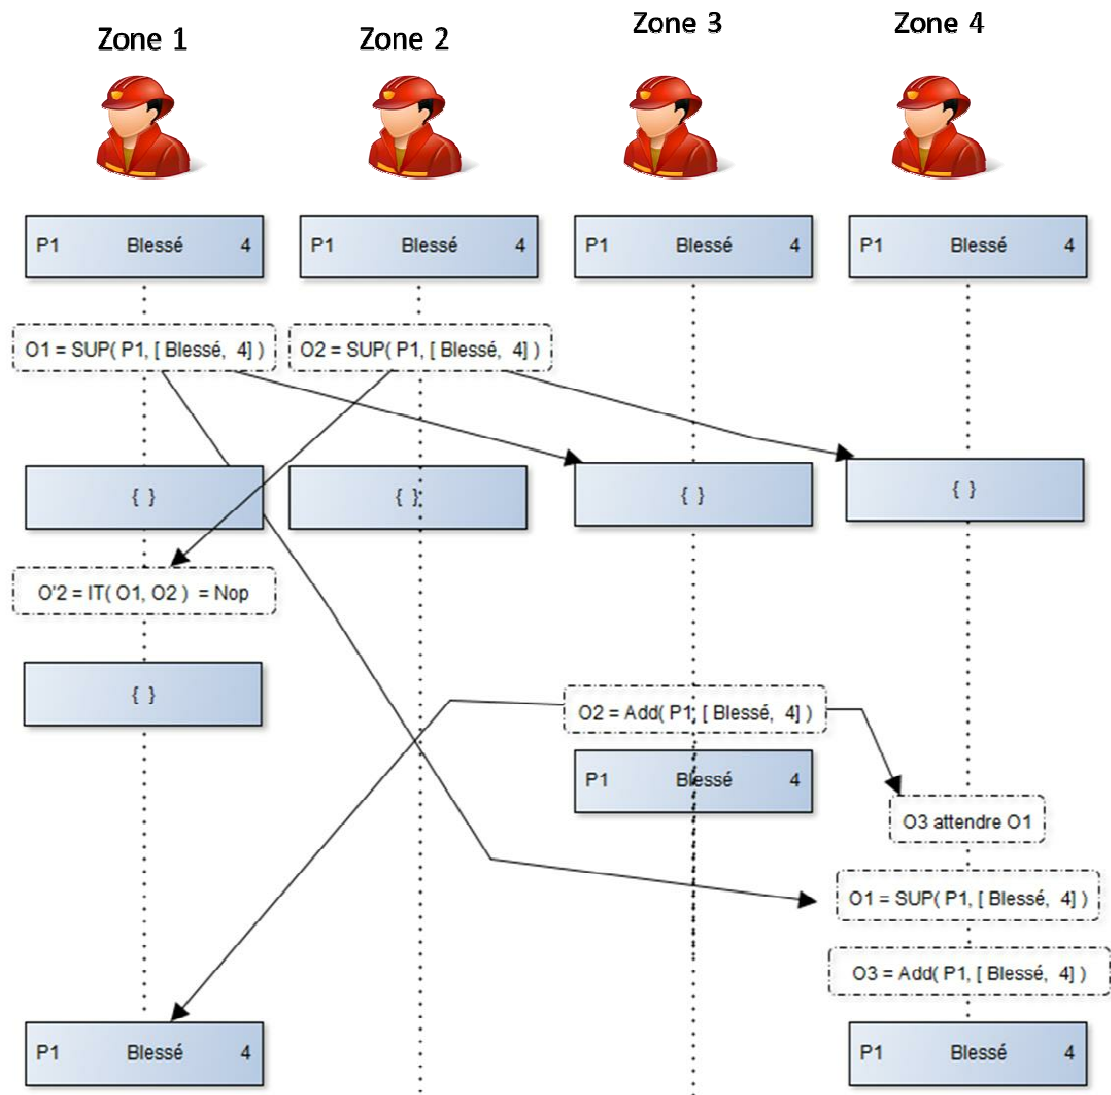 Zone 1 Zone 2 Zone 3 Zone 4
P1 Blessé 4 P1 Blessé 4 P1 Blessé 4 P1 Blessé 4
O1 = SUP( P1, [ Blessé, 4] ) O2 = SUP( P1, [ Blessé, 4] )
{ } { } { } { }
O'2 = IT( O1, O2 ) = Nop
{ }
O2 = Add( P1, [ Blessé, 4] )
P1 Blessé 4
O3 attendre O1
O1 = SUP( P1, [ Blessé, 4] )
O3 = Add( P1, [ Blessé, 4] )
P1 Blessé 4 P1 Blessé 4